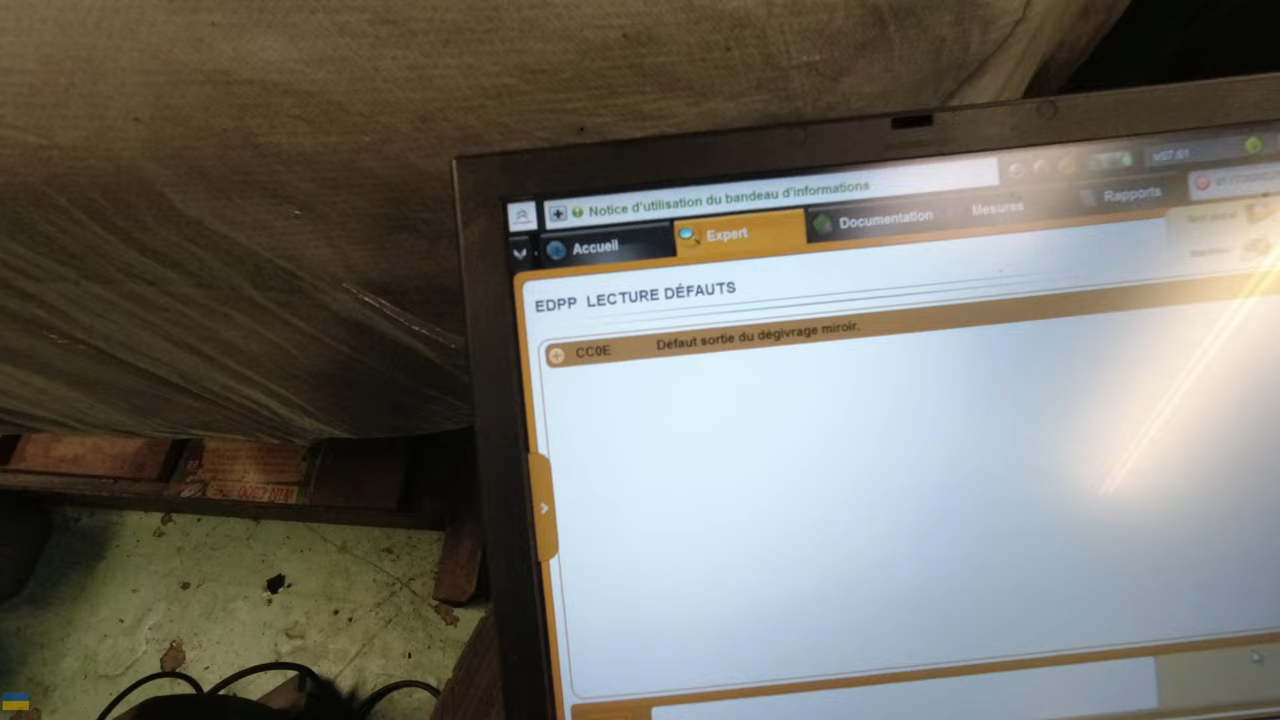 Notice d'utilisation du bandeau d'informations
Accueil
Expert
Documentation
Mesures
Rapports
EDPP LECTURE DÉFAUTS
CC0E Défaut sortie du dégivrage miroir.